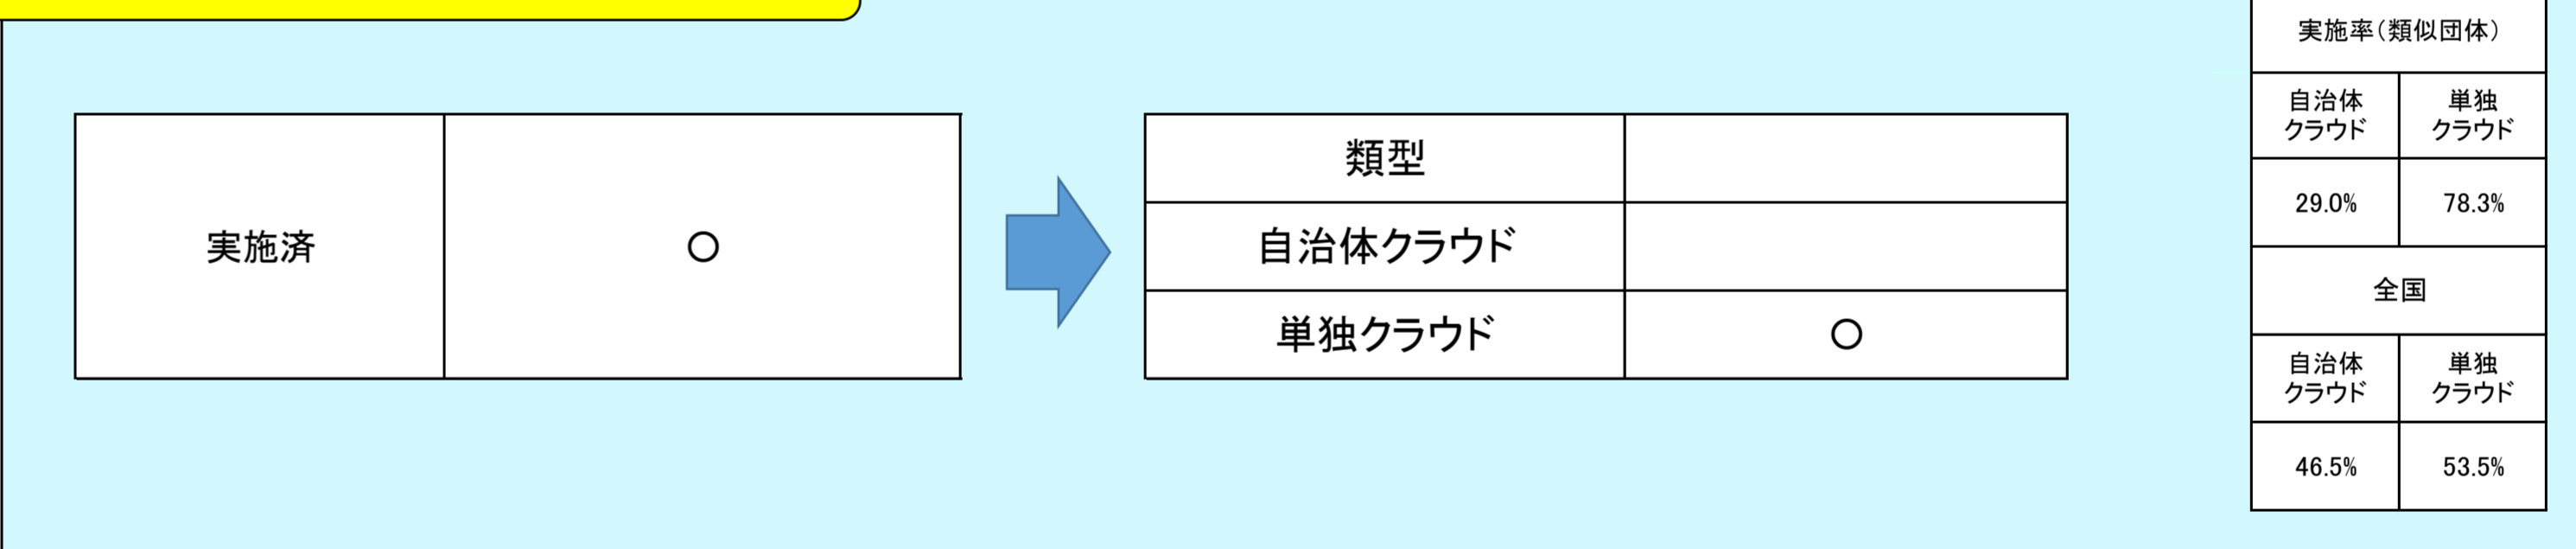 実施済 ○
類型
自治体クラウド
単独クラウド ○
実施率(類似団体)
自治体 単独
クラウド クラウド
29.0% 78.3%
全国
自治体 単独
クラウド クラウド
46.5% 53.5%